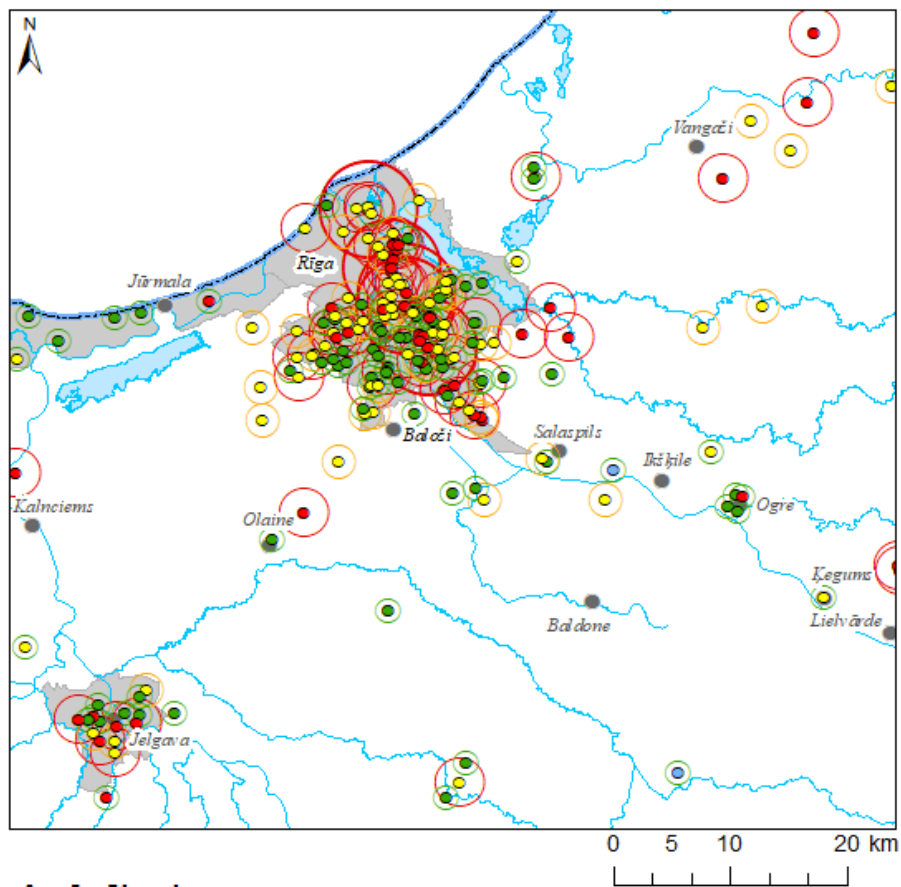 N
Vangaži
Rīga
Jūrmala
Baloži
Salaspils
Ikšķile
Ogre
Kalnciems
Olaine
Ķegums
Lielvārde
Baldone
Jelgava
0 5 10 20 km